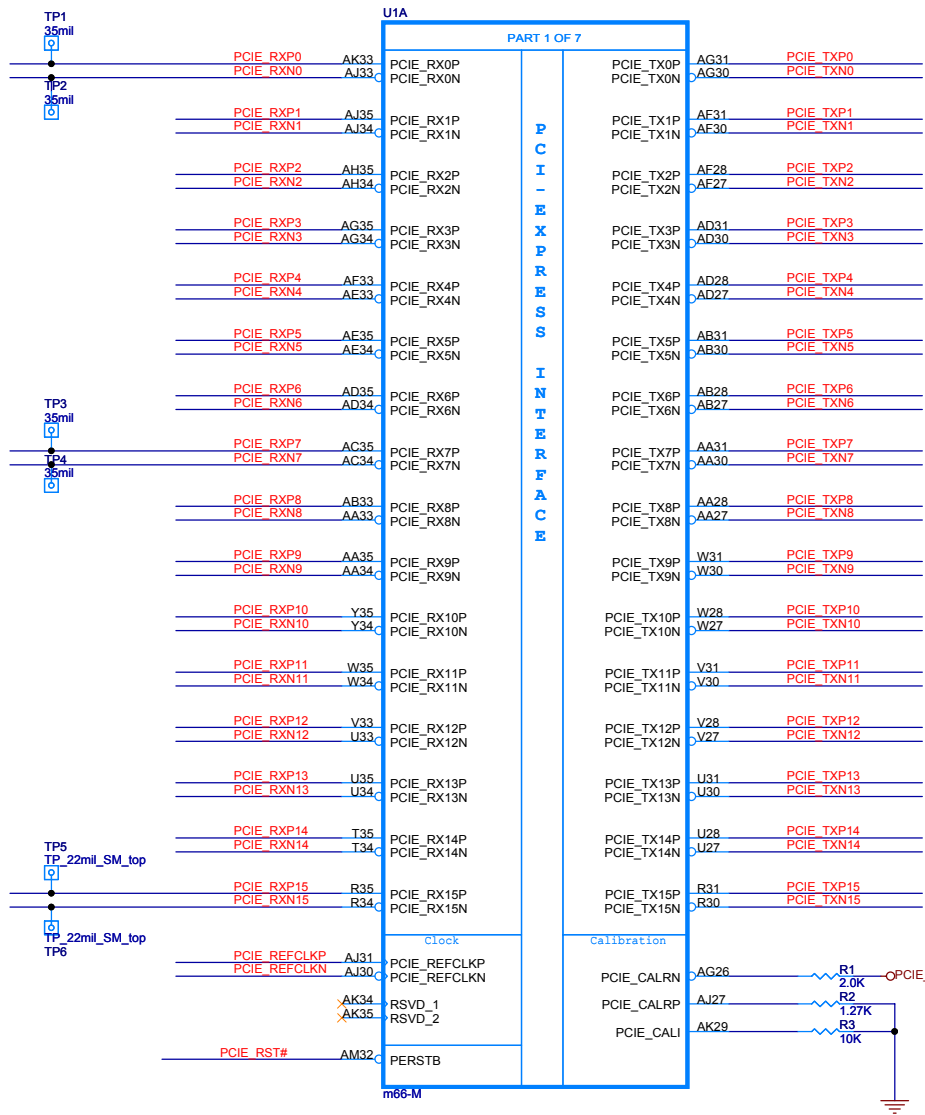 TP1
35mil
U1A
PART 1 OF 7
PCIE_RXP0 AK33 PCIE_RX0P PCIE_TX0P AG31 PCIE_TXP0
PCIE_RXN0 AJ33 PCIE_RX0N PCIE_TX0N AG30 PCIE_TXN0
TP2
35mil
PCIE_RXP1 AJ35 PCIE_RX1P PCIE_TX1P AF31 PCIE_TXP1
PCIE_RXN1 AJ34 PCIE_RX1N PCIE_TX1N AF30 PCIE_TXN1
PCI-EXPRESS INTERFACE
PCIE_RXP2 AH35 PCIE_RX2P PCIE_TX2P AF28 PCIE_TXP2
PCIE_RXN2 AH34 PCIE_RX2N PCIE_TX2N AF27 PCIE_TXN2
PCIE_RXP3 AG35 PCIE_RX3P PCIE_TX3P AD31 PCIE_TXP3
PCIE_RXN3 AG34 PCIE_RX3N PCIE_TX3N AD30 PCIE_TXN3
PCIE_RXP4 AF33 PCIE_RX4P PCIE_TX4P AD28 PCIE_TXP4
PCIE_RXN4 AE33 PCIE_RX4N PCIE_TX4N AD27 PCIE_TXN4
PCIE_RXP5 AE35 PCIE_RX5P PCIE_TX5P AB31 PCIE_TXP5
PCIE_RXN5 AE34 PCIE_RX5N PCIE_TX5N AB30 PCIE_TXN5
PCIE_RXP6 AD35 PCIE_RX6P PCIE_TX6P AB28 PCIE_TXP6
PCIE_RXN6 AD34 PCIE_RX6N PCIE_TX6N AB27 PCIE_TXN6
TP3
35mil
PCIE_RXP7 AC35 PCIE_RX7P PCIE_TX7P AA31 PCIE_TXP7
PCIE_RXN7 AC34 PCIE_RX7N PCIE_TX7N AA30 PCIE_TXN7
TP4
35mil
PCIE_RXP8 AB33 PCIE_RX8P PCIE_TX8P AA28 PCIE_TXP8
PCIE_RXN8 AA33 PCIE_RX8N PCIE_TX8N AA27 PCIE_TXN8
PCIE_RXP9 AA35 PCIE_RX9P PCIE_TX9P W31 PCIE_TXP9
PCIE_RXN9 AA34 PCIE_RX9N PCIE_TX9N W30 PCIE_TXN9
PCIE_RXP10 Y35 PCIE_RX10P PCIE_TX10P W28 PCIE_TXP10
PCIE_RXN10 Y34 PCIE_RX10N PCIE_TX10N W27 PCIE_TXN10
PCIE_RXP11 W35 PCIE_RX11P PCIE_TX11P V31 PCIE_TXP11
PCIE_RXN11 W34 PCIE_RX11N PCIE_TX11N V30 PCIE_TXN11
PCIE_RXP12 V33 PCIE_RX12P PCIE_TX12P V28 PCIE_TXP12
PCIE_RXN12 U33 PCIE_RX12N PCIE_TX12N V27 PCIE_TXN12
PCIE_RXP13 U35 PCIE_RX13P PCIE_TX13P U31 PCIE_TXP13
PCIE_RXN13 U34 PCIE_RX13N PCIE_TX13N U30 PCIE_TXN13
PCIE_RXP14 T35 PCIE_RX14P PCIE_TX14P U28 PCIE_TXP14
PCIE_RXN14 T34 PCIE_RX14N PCIE_TX14N U27 PCIE_TXN14
TP5
TP_22mil_SM_top
PCIE_RXP15 R35 PCIE_RX15P PCIE_TX15P R31 PCIE_TXP15
PCIE_RXN15 R34 PCIE_RX15N PCIE_TX15N R30 PCIE_TXN15
TP_22mil_SM_top
TP6
Clock Calibration
PCIE_REFCLKP AJ31 PCIE_REFCLKP
PCIE_REFCLKN AJ30 PCIE_REFCLKN PCIE_CALRN AG26 R1 PCIE_
2.0K
AK34 RSVD_1 PCIE_CALRP AJ27 R2
1.27K
AK35 RSVD_2
PCIE_CALI AK29 R3
10K
PCIE_RST# AM32 PERSTB
m66-M